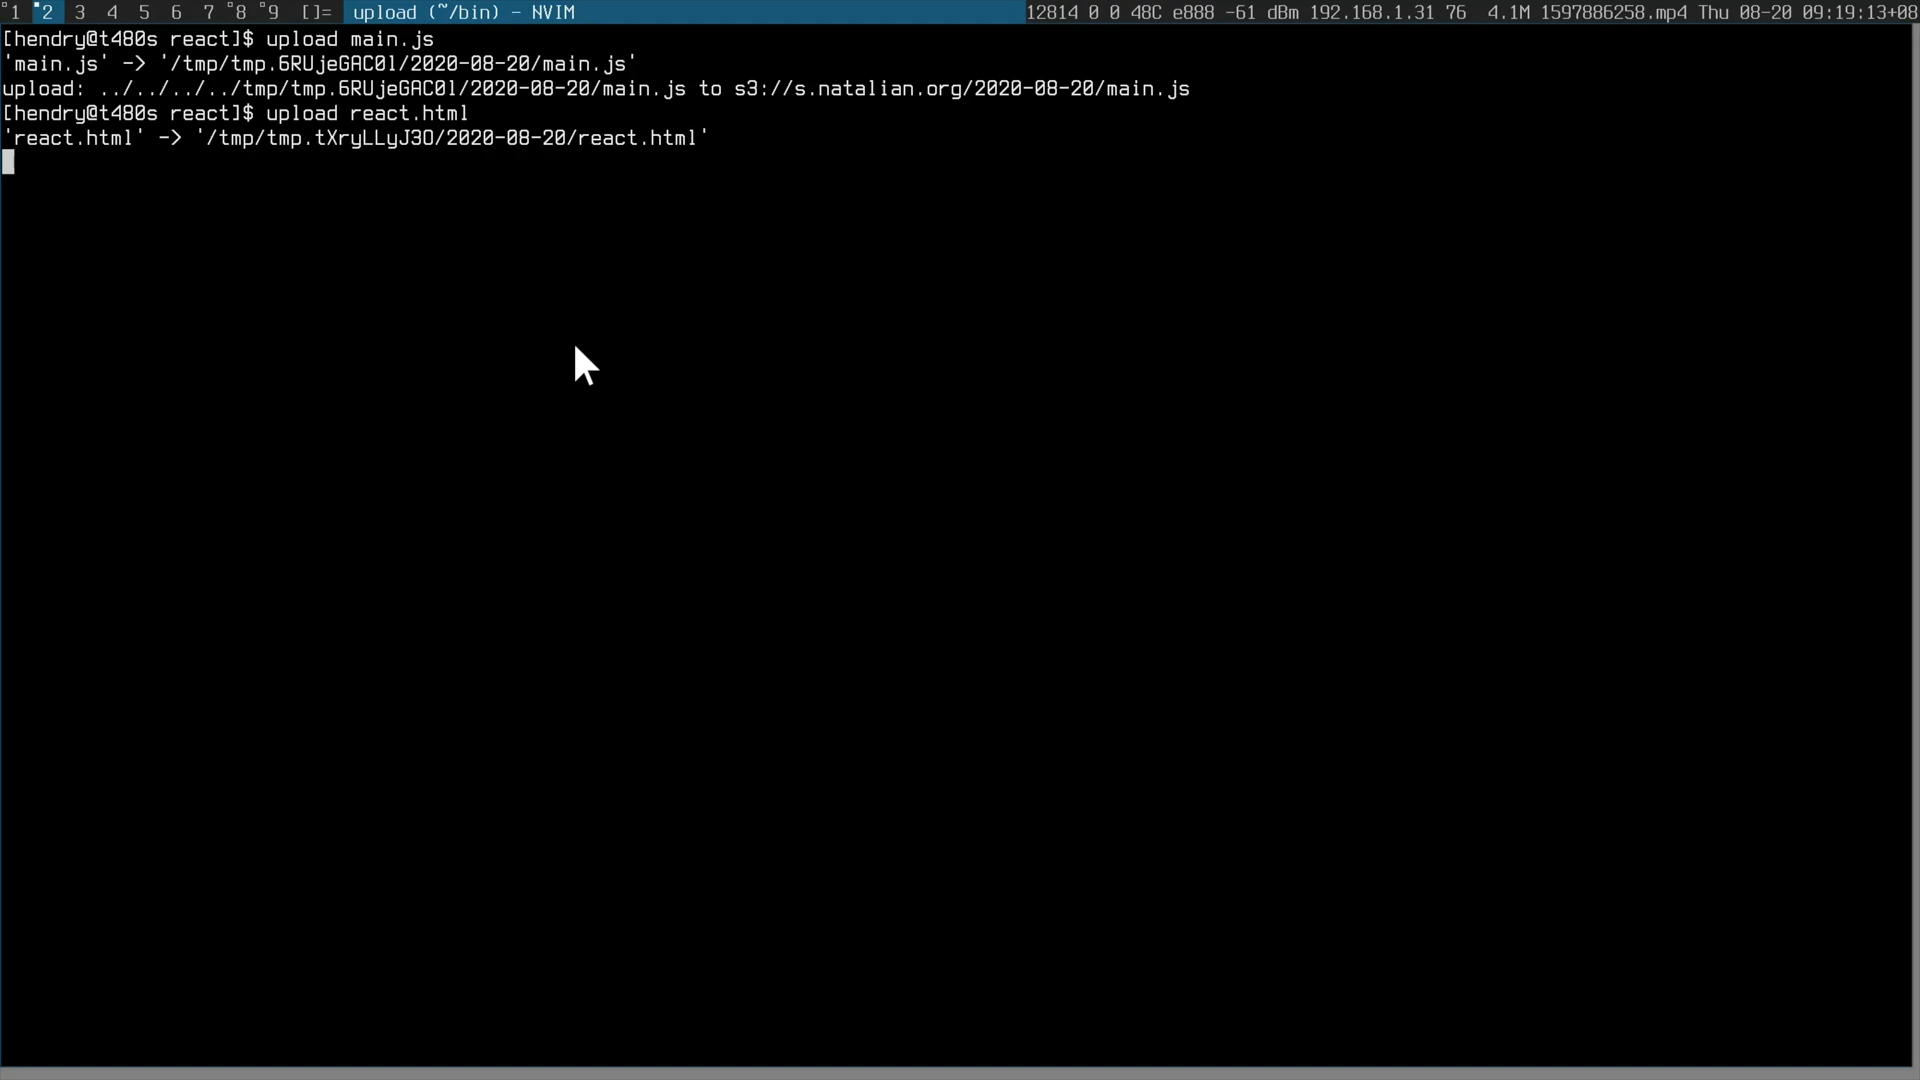 1 2 3 4 5 6 7 8 9 []= upload (~/bin) - NVIM 12814 0 0 48C e888 -61 dBm 192.168.1.31 76 4.1M 1597886258.mp4 Thu 08-20 09:19:13+08
[hendry@t480s react]$ upload main.js
'main.js' -> '/tmp/tmp.6RUjeGAC0l/2020-08-20/main.js'
upload: ../../../../tmp/tmp.6RUjeGAC0l/2020-08-20/main.js to s3://s.natalian.org/2020-08-20/main.js
[hendry@t480s react]$ upload react.html
'react.html' -> '/tmp/tmp.tXryLLyJ3O/2020-08-20/react.html'